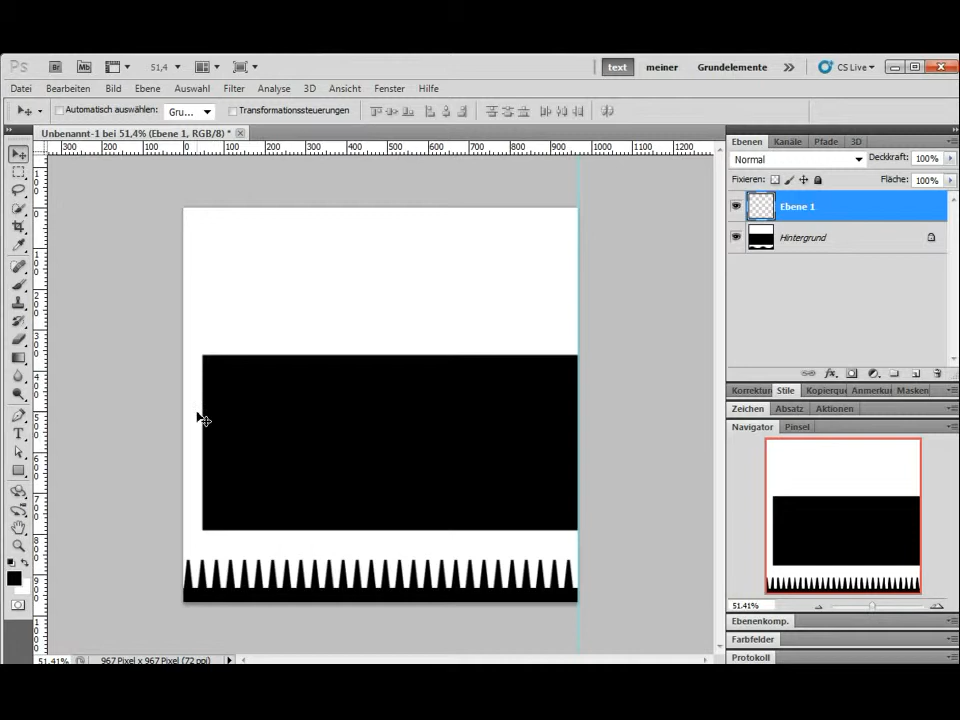 Ps Br Mb 51,4 text meiner Grundelemente CS Live
Datei Bearbeiten Bild Ebene Auswahl Filter Analyse 3D Ansicht Fenster Hilfe
Automatisch auswählen: Gru... Transformationssteuerungen
Unbenannt-1 bei 51,4% (Ebene 1, RGB/8) *
300 200 100 0 100 200 300 400 500 600 700 800 900 1000 1100 1200
Ebenen Kanäle Pfade 3D
Normal Deckkraft: 100%
Fixieren: Fläche: 100%
Ebene 1
Hintergrund
Korrektur Stile Kopierque Anmerku Masken
Zeichen Absatz Aktionen
Navigator Pinsel
51.41%
Ebenenkomp.
Farbfelder
Protokoll
51,41% 967 Pixel x 967 Pixel (72 ppi)